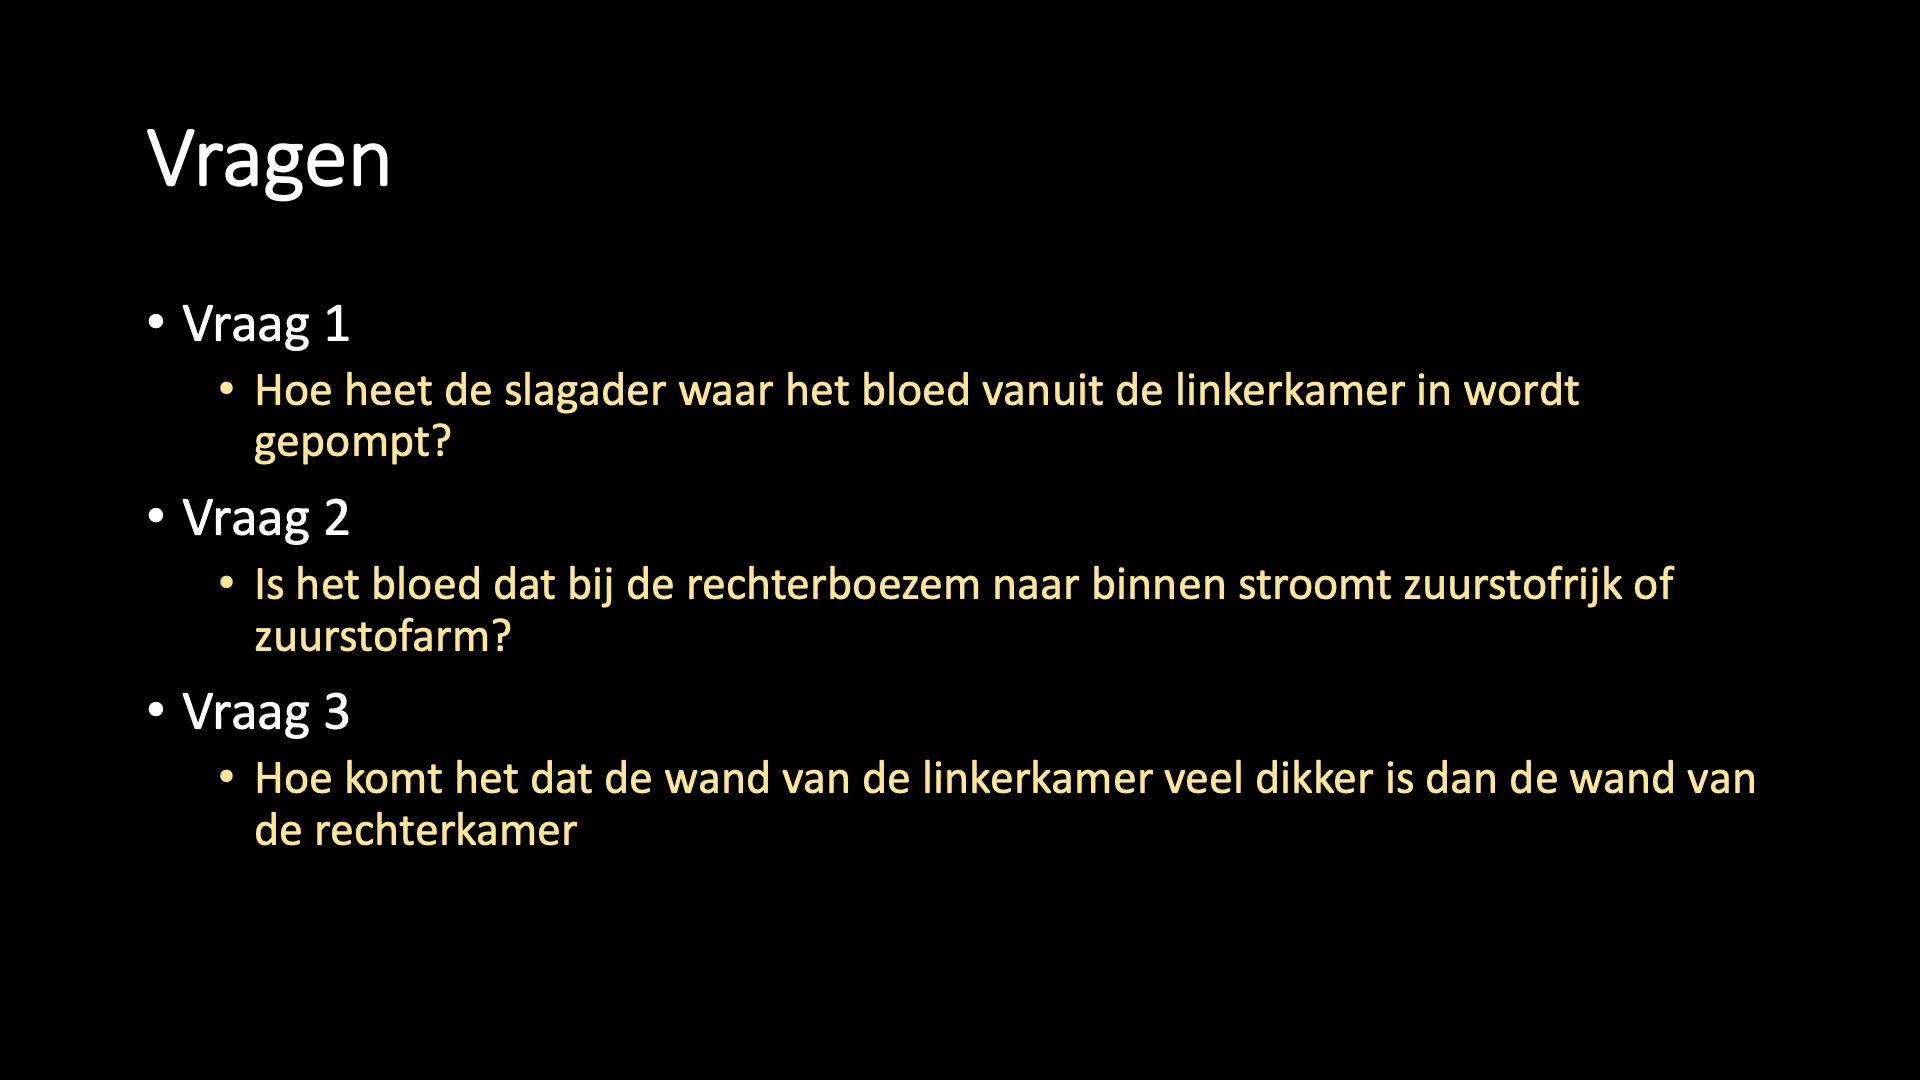 Vragen
• Vraag 1
• Hoe heet de slagader waar het bloed vanuit de linkerkamer in wordt
gepompt?
• Vraag 2
• Is het bloed dat bij de rechterboezem naar binnen stroomt zuurstofrijk of
zuurstofarm?
• Vraag 3
• Hoe komt het dat de wand van de linkerkamer veel dikker is dan de wand van
de rechterkamer